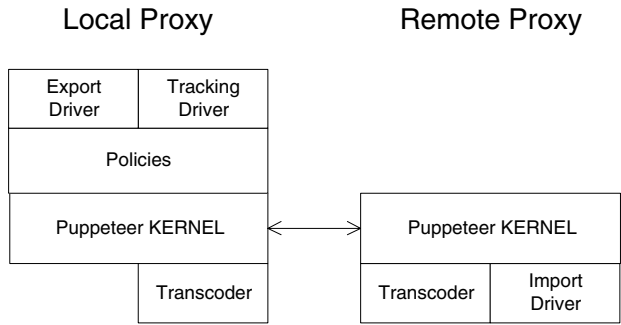 Local Proxy
Remote Proxy
Export
Driver
Tracking
Driver
Policies
Puppeteer KERNEL
Puppeteer KERNEL
Transcoder
Transcoder
Import
Driver